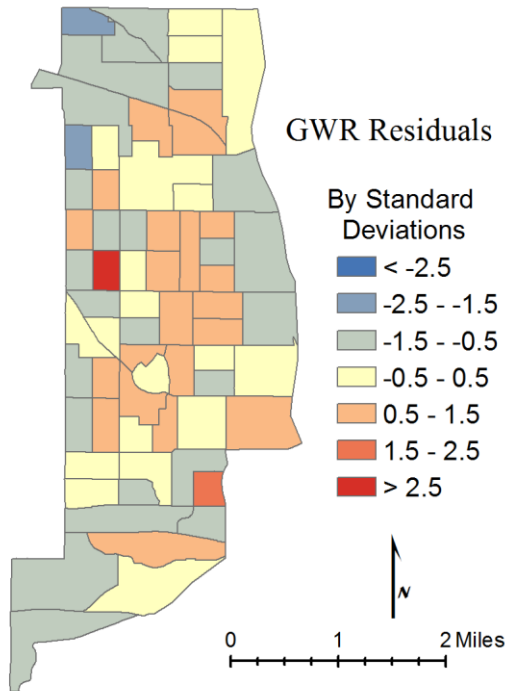 GWR Residuals
By Standard
Deviations
< -2.5
-2.5 - -1.5
-1.5 - -0.5
-0.5 - 0.5
0.5 - 1.5
1.5 - 2.5
> 2.5
N
0 1 2 Miles